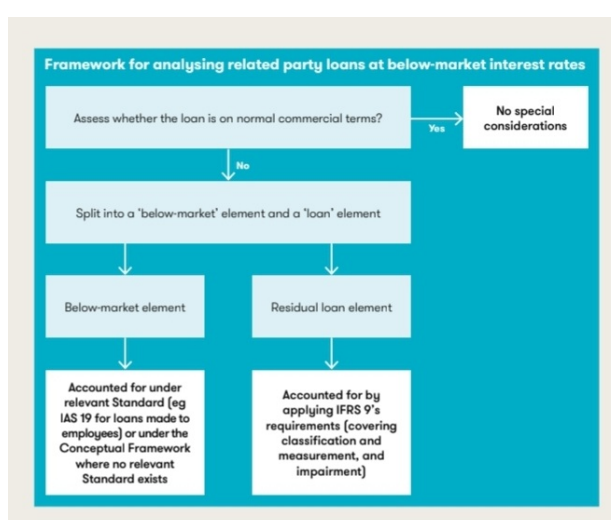 Framework for analysing related party loans at below-market interest rates
Assess whether the loan is on normal commercial terms?
Yes
No special
considerations
No
Split into a 'below-market' element and a 'loan' element
Below-market element
Residual loan element
Accounted for under
relevant Standard (eg
IAS 19 for loans made to
employees) or under the
Conceptual Framework
where no relevant
Standard exists
Accounted for by
applying IFRS 9's
requirements (covering
classification and
measurement, and
impairment)